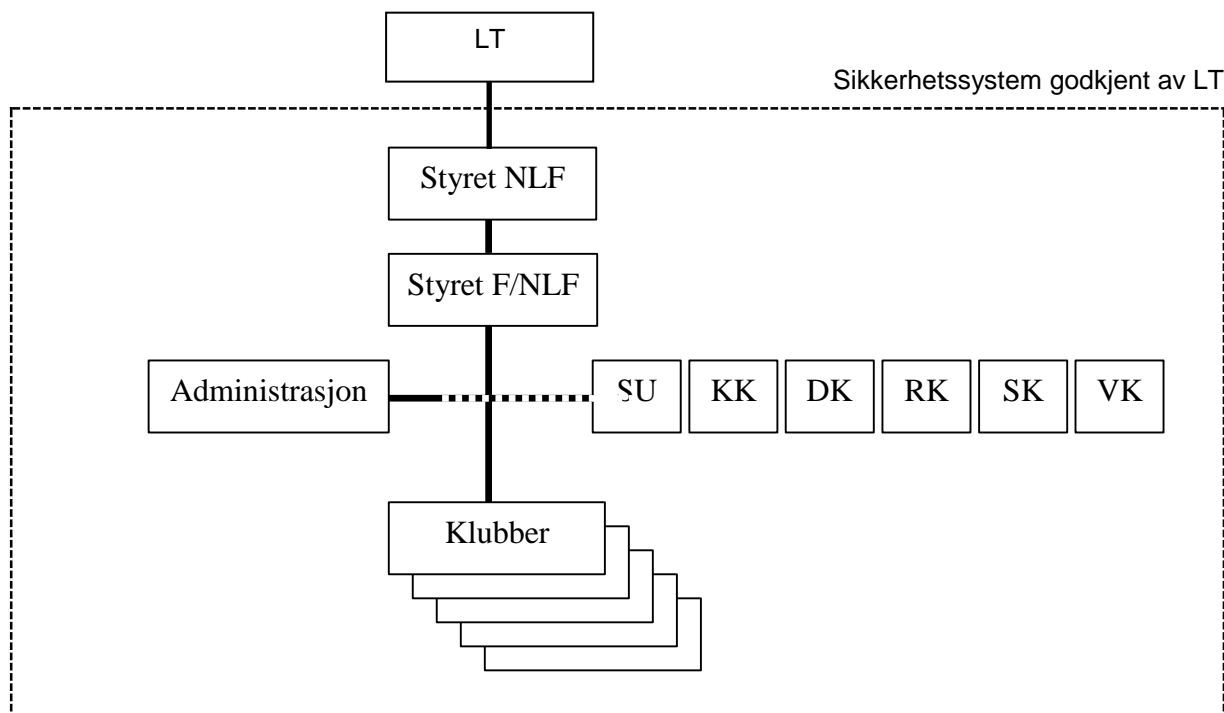 LT
Sikkerhetssystem godkjent av LT
Styret NLF
Styret F/NLF
Administrasjon
SU KK DK RK SK VK
Klubber